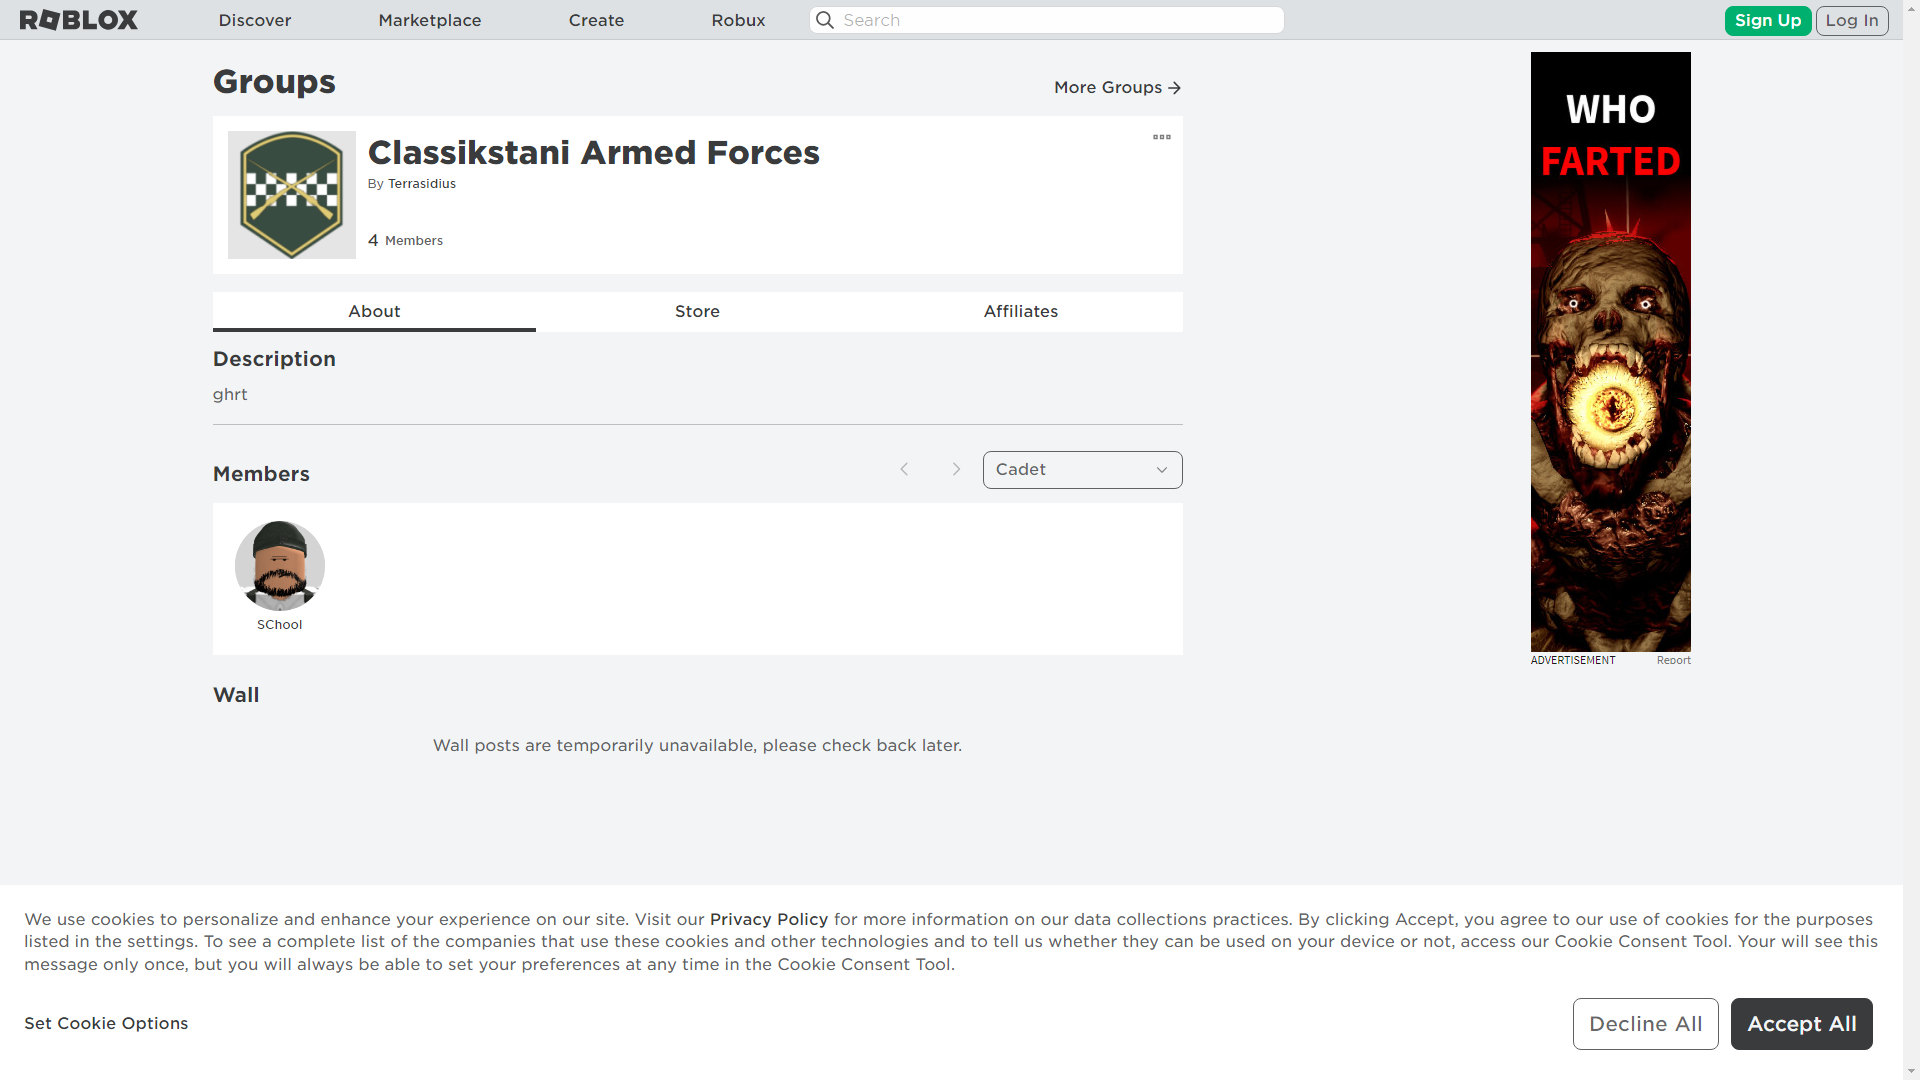 ROBLOX Discover Marketplace Create Robux Search Sign Up Log In
Groups
More Groups
Classikstani Armed Forces
By Terrasidius
4 Members
About Store Affiliates
Description
ghrt
Members
Cadet
SChool
Wall
Wall posts are temporarily unavailable, please check back later.
WHO
FARTED
ADVERTISEMENT Report
We use cookies to personalize and enhance your experience on our site. Visit our Privacy Policy for more information on our data collections practices. By clicking Accept, you agree to our use of cookies for the purposes
listed in the settings. To see a complete list of the companies that use these cookies and other technologies and to tell us whether they can be used on your device or not, access our Cookie Consent Tool. Your will see this
message only once, but you will always be able to set your preferences at any time in the Cookie Consent Tool.
Set Cookie Options
Decline All
Accept All